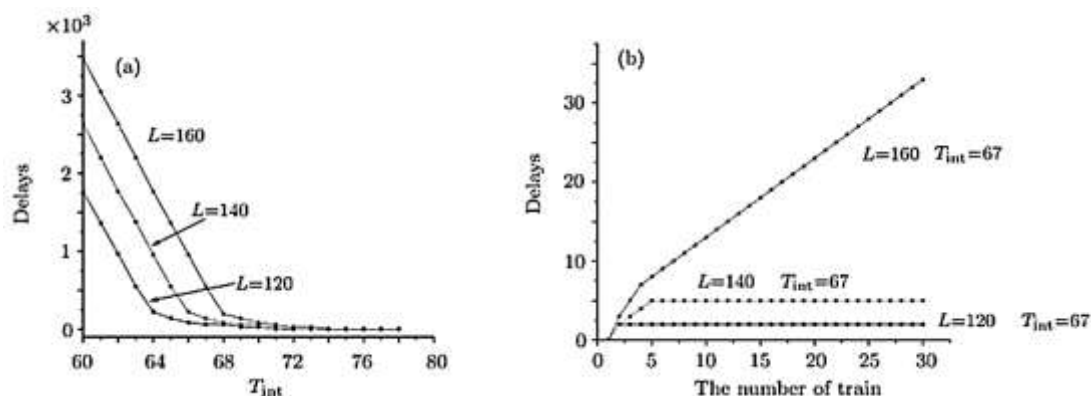 ×10³
(a)
3
2
1
0
L=160
L=140
L=120
60 64 68 72 76 80
T_int
Delays
(b)
30
20
10
0
L=160 T_int=67
L=140 T_int=67
L=120 T_int=67
0 5 10 15 20 25 30
The number of train
Delays